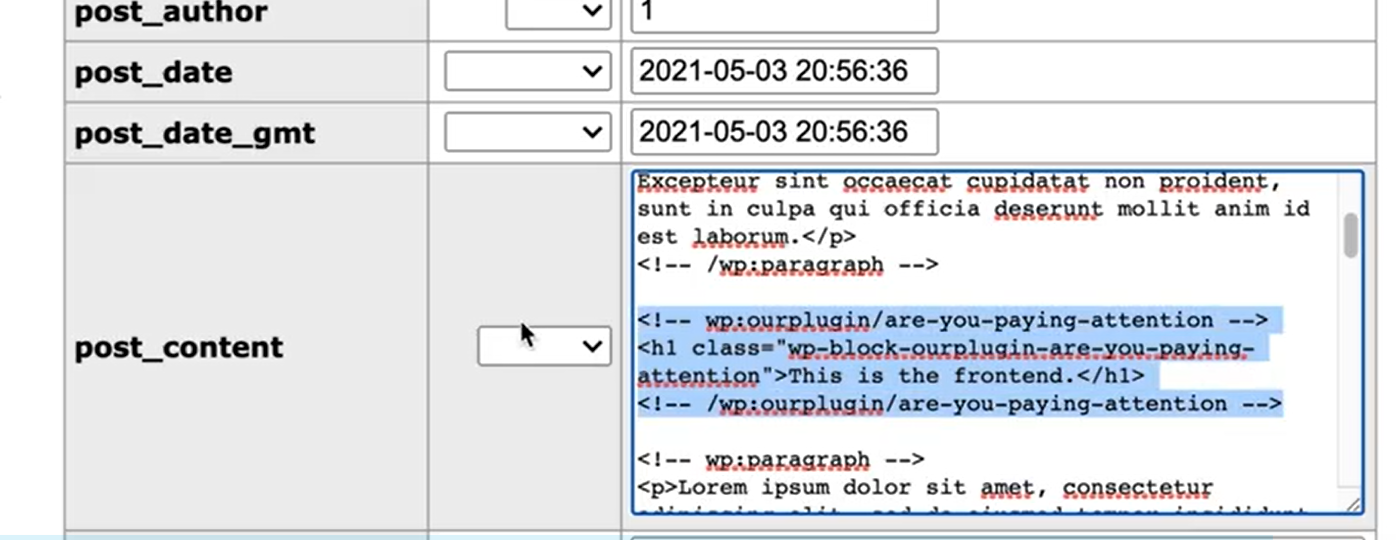 post_author 1
post_date 2021-05-03 20:56:36
post_date_gmt 2021-05-03 20:56:36
post_content
Excepteur sint occaecat cupidatat non proident,
sunt in culpa qui officia deserunt mollit anim id
est laborum.</p>
<!-- /wp:paragraph -->
<!-- wp:ourplugin/are-you-paying-attention -->
<h1 class="wp-block-ourplugin-are-you-paying-
attention">This is the frontend.</h1>
<!-- /wp:ourplugin/are-you-paying-attention -->
<!-- wp:paragraph -->
<p>Lorem ipsum dolor sit amet, consectetur